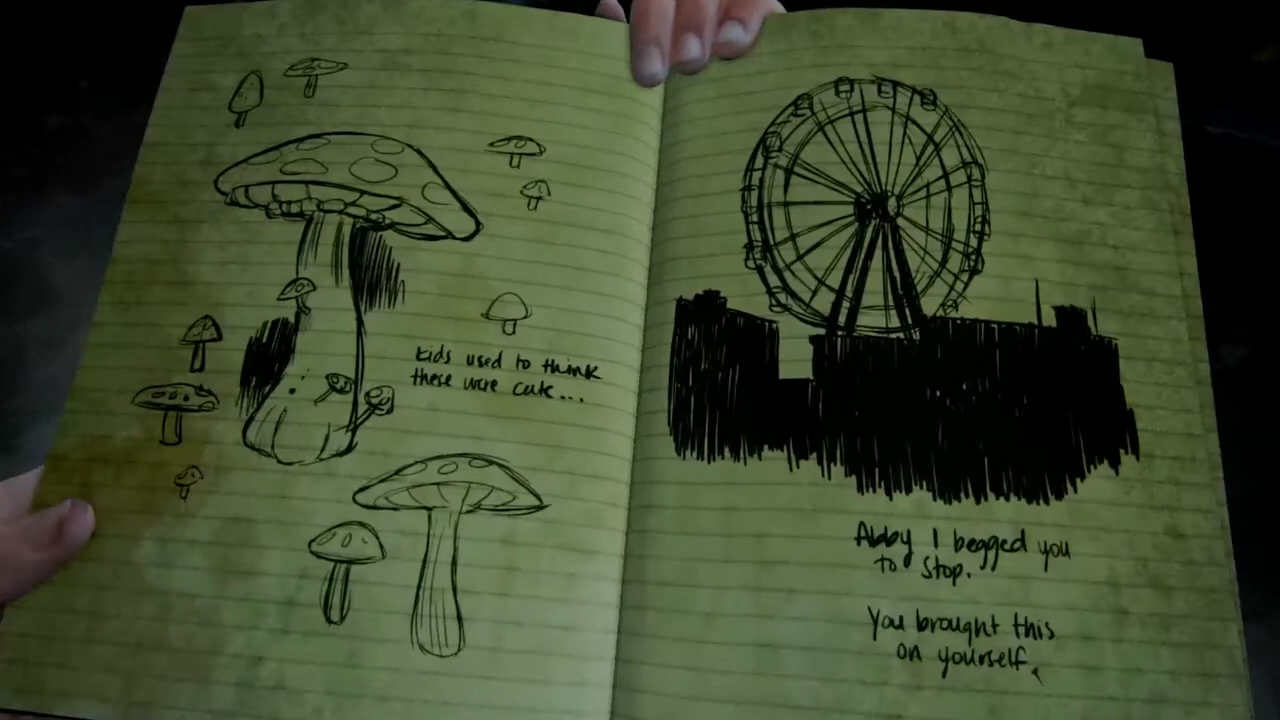 kids used to think
these were cute...
Abby I begged you
to stop.
You brought this
on yourself.